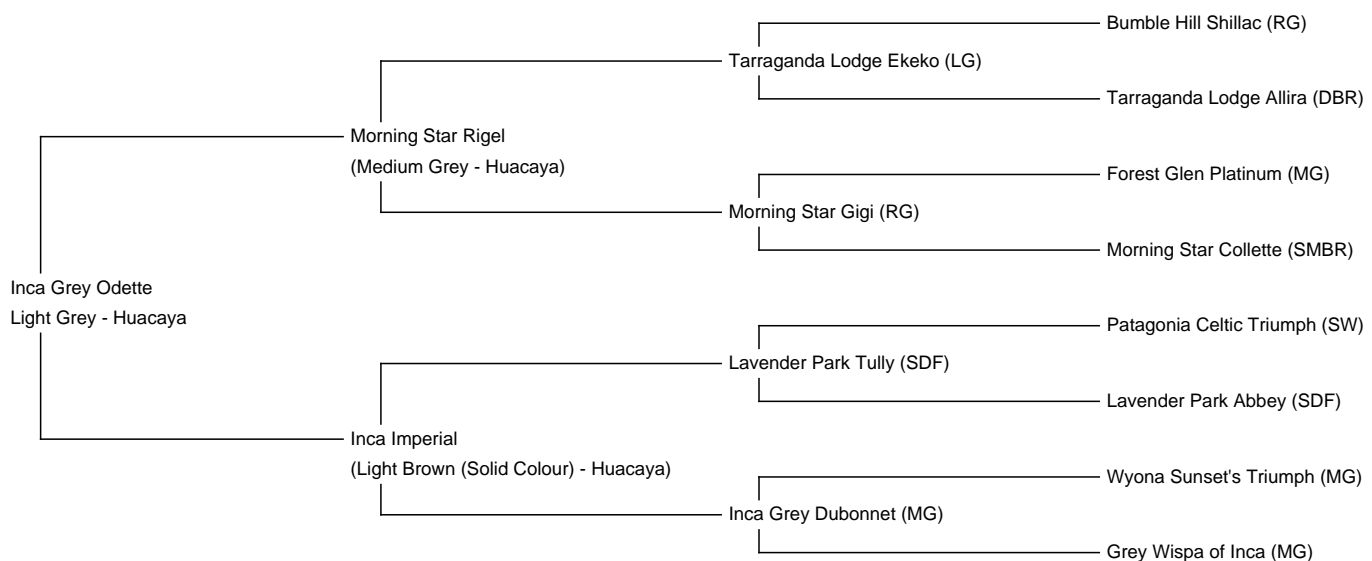 Bumble Hill Shillac (RG)
Tarraganda Lodge Ekeko (LG)
Tarraganda Lodge Allira (DBR)
Morning Star Rigel
(Medium Grey - Huacaya)
Forest Glen Platinum (MG)
Morning Star Gigi (RG)
Morning Star Collette (SMBR)
Inca Grey Odette
Light Grey - Huacaya
Patagonia Celtic Triumph (SW)
Lavender Park Tully (SDF)
Lavender Park Abbey (SDF)
Inca Imperial
(Light Brown (Solid Colour) - Huacaya)
Wyona Sunset's Triumph (MG)
Inca Grey Dubonnet (MG)
Grey Wispa of Inca (MG)